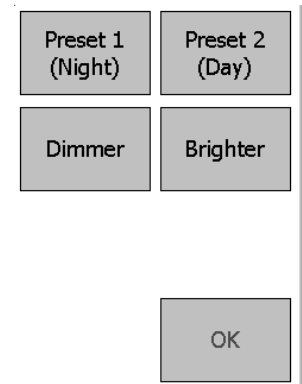 Preset 1
(Night)
Preset 2
(Day)
Dimmer
Brighter
OK